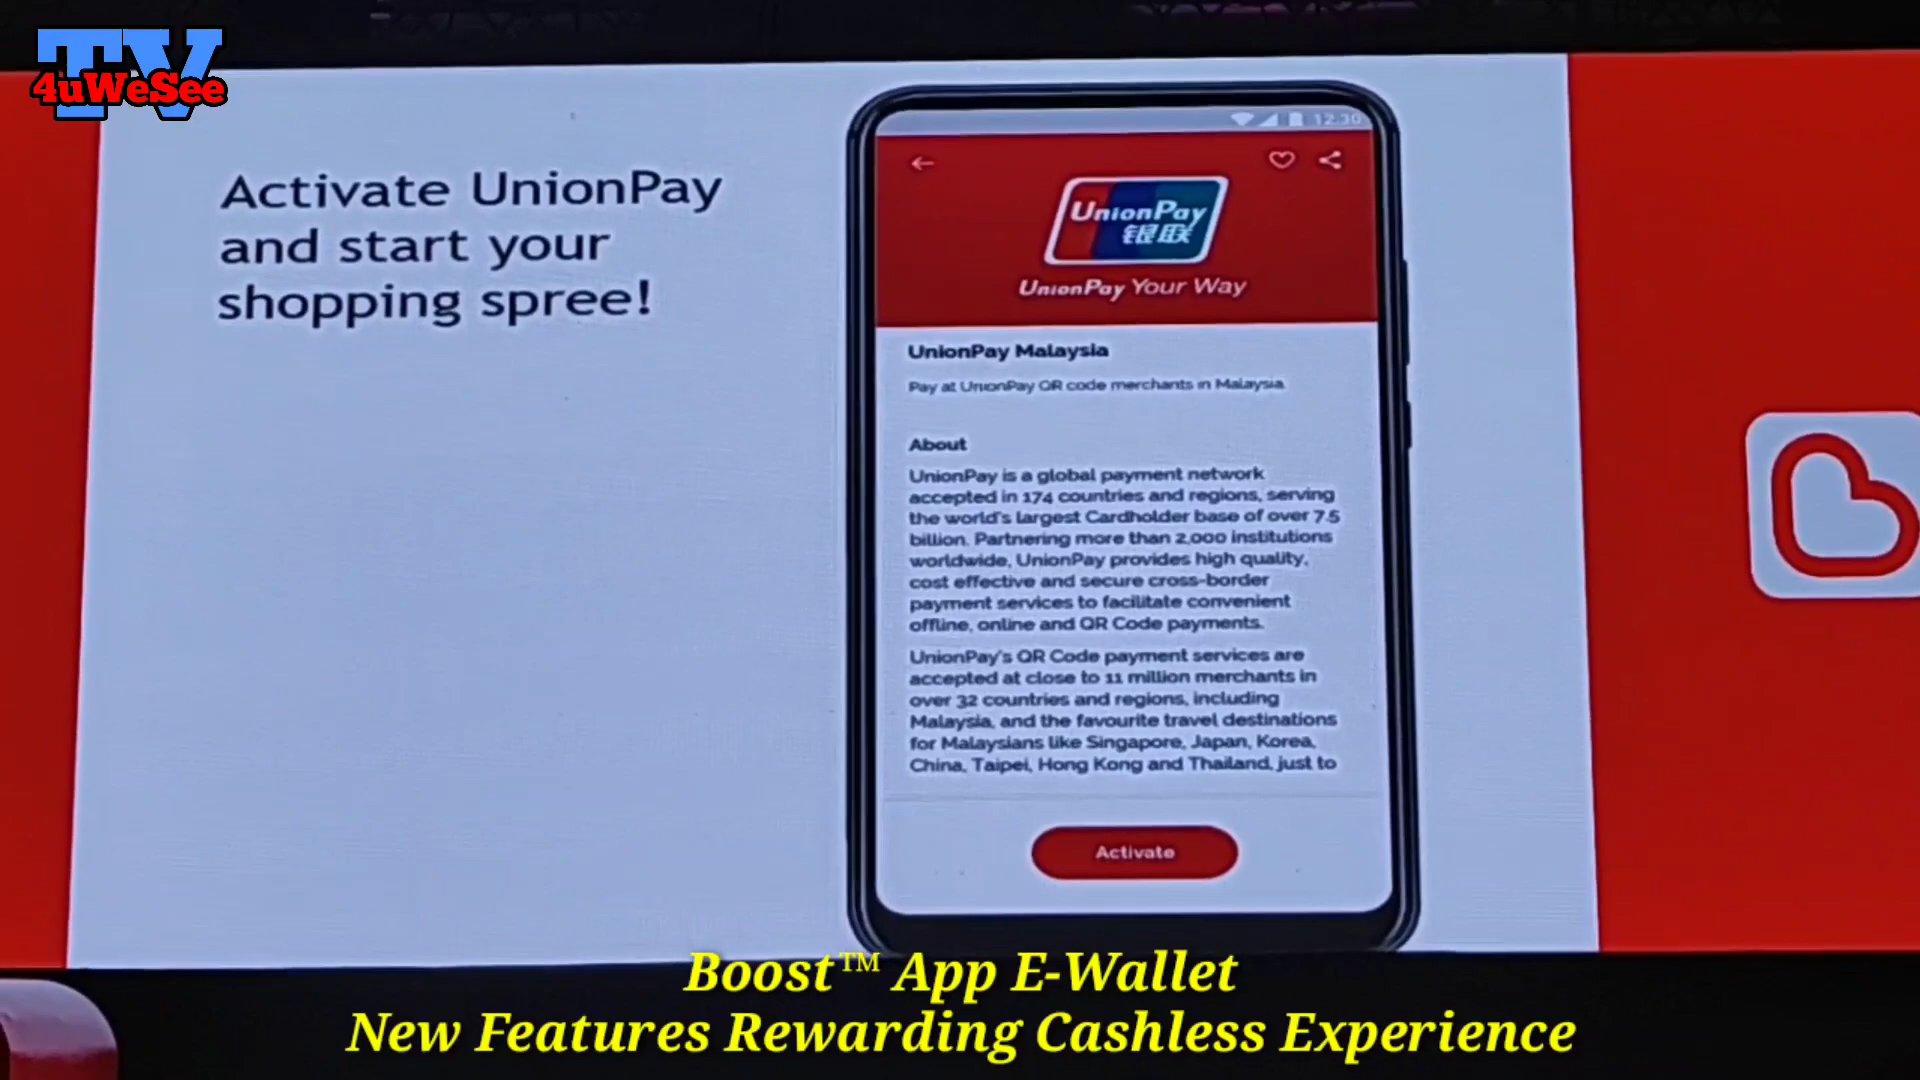 TV
4uWeSee
Activate UnionPay
and start your
shopping spree!
12:30
UnionPay
银联
UnionPay Your Way
UnionPay Malaysia
Pay at UnionPay QR code merchants in Malaysia.
About
UnionPay is a global payment network
accepted in 174 countries and regions, serving
the world's largest Cardholder base of over 7.5
billion. Partnering more than 2,000 institutions
worldwide, UnionPay provides high quality,
cost effective and secure cross-border
payment services to facilitate convenient
offline, online and QR Code payments.
UnionPay's QR Code payment services are
accepted at close to 11 million merchants in
over 32 countries and regions, including
Malaysia, and the favourite travel destinations
for Malaysians like Singapore, Japan, Korea,
China, Taipei, Hong Kong and Thailand, just to
Activate
Boost™ App E-Wallet
New Features Rewarding Cashless Experience